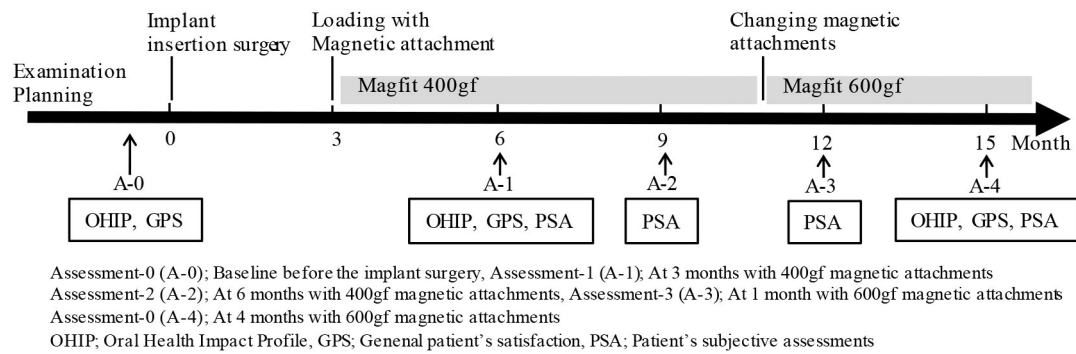 Implant
insertion surgery
Loading with
Magnetic attachment
Changing magnetic
attachments
Examination
Planning
Magfit 400gf
Magfit 600gf
0
3
6
9
12
15
Month
A-0
A-1
A-2
A-3
A-4
OHIP, GPS
OHIP, GPS, PSA
PSA
PSA
OHIP, GPS, PSA
Assessment-0 (A-0); Baseline before the implant surgery, Assessment-1 (A-1); At 3 months with 400gf magnetic attachments
Assessment-2 (A-2); At 6 months with 400gf magnetic attachments, Assessment-3 (A-3); At 1 month with 600gf magnetic attachments
Assessment-0 (A-4); At 4 months with 600gf magnetic attachments
OHIP; Oral Health Impact Profile, GPS; Genenal patient's satisfaction, PSA; Patient's subjective assessments